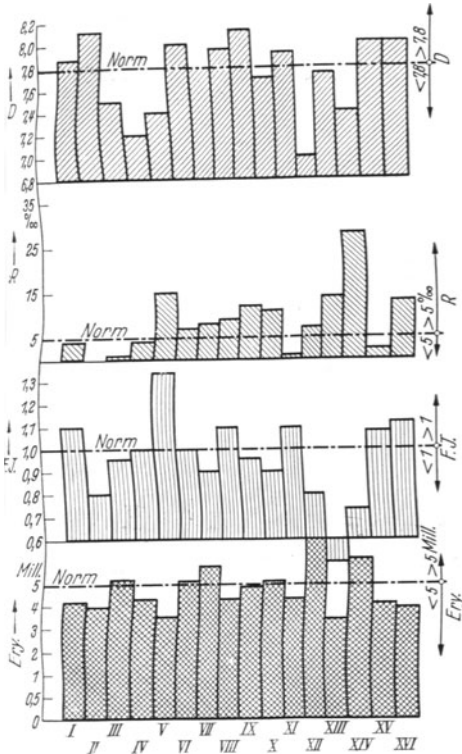 8,2
8,0
7,8
7,6
7,4
7,2
7,0
6,8
D
Norm
<7,8 >7,8
D
35
‰
25
15
5
R
Norm
<5 >5‰
R
1,3
1,2
1,1
1,0
0,9
0,8
0,7
0,6
F.J.
Norm
<1 >1
F.J.
Mill.
6
5
4
3
2
1
0,5
0
Ery.
Norm
<5 >5 Mill.
Ery.
I III V VII IX XI XIII XV
II IV VI VIII X XII XIV XVI